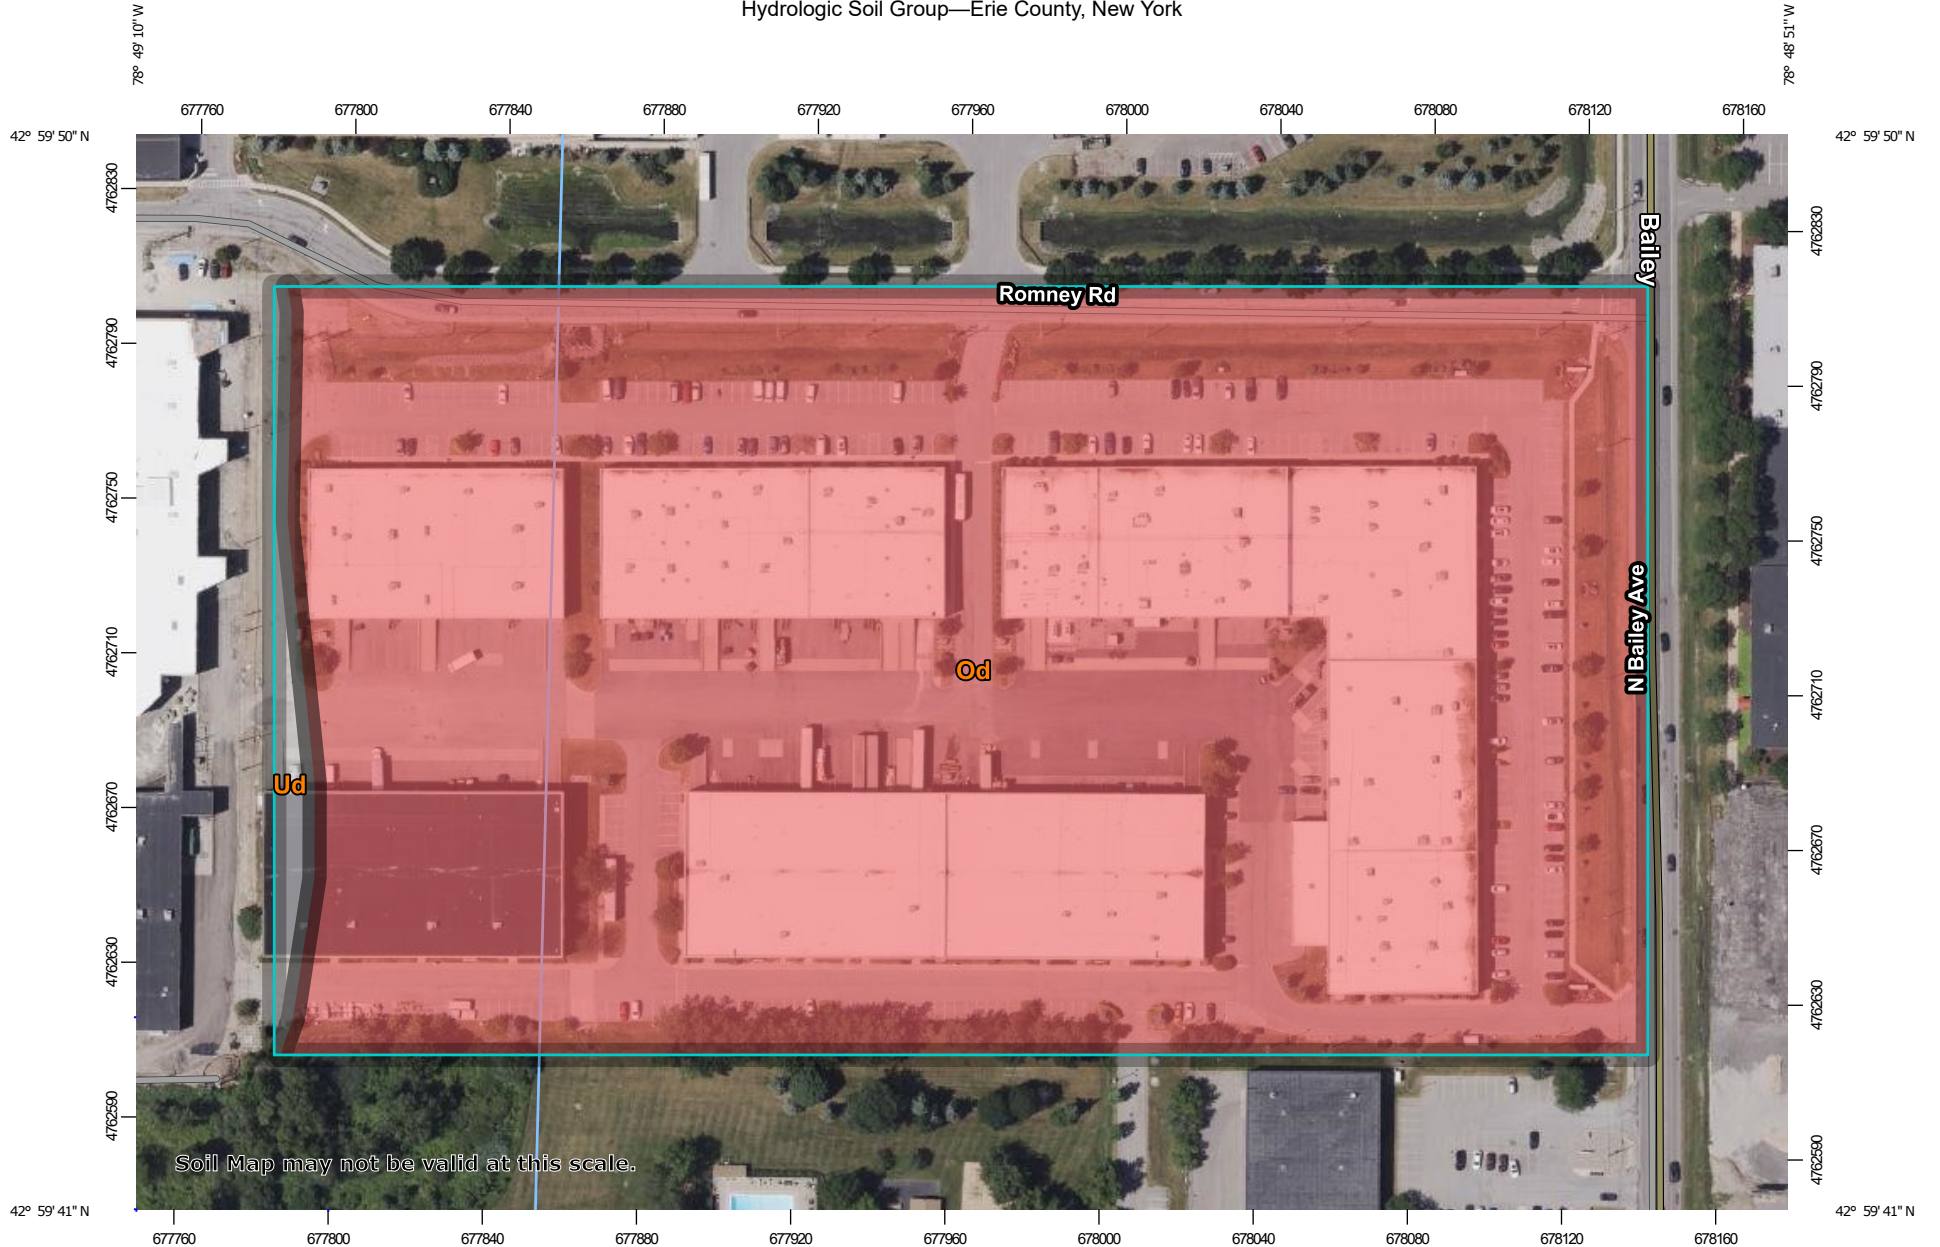 Hydrologic Soil Group—Erie County, New York
78° 49' 10'' W
78° 48' 51'' W
677760 677800 677840 677880 677920 677960 678000 678040 678080 678120 678160
42° 59' 50'' N
42° 59' 50'' N
4762830
4762830
Bailey
Romney Rd
4762790
4762790
4762750
4762750
N Bailey Ave
4762710
4762710
Od
Ud
4762670
4762670
4762630
4762630
4762590
4762590
Soil Map may not be valid at this scale.
42° 59' 41'' N
42° 59' 41'' N
677760 677800 677840 677880 677920 677960 678000 678040 678080 678120 678160